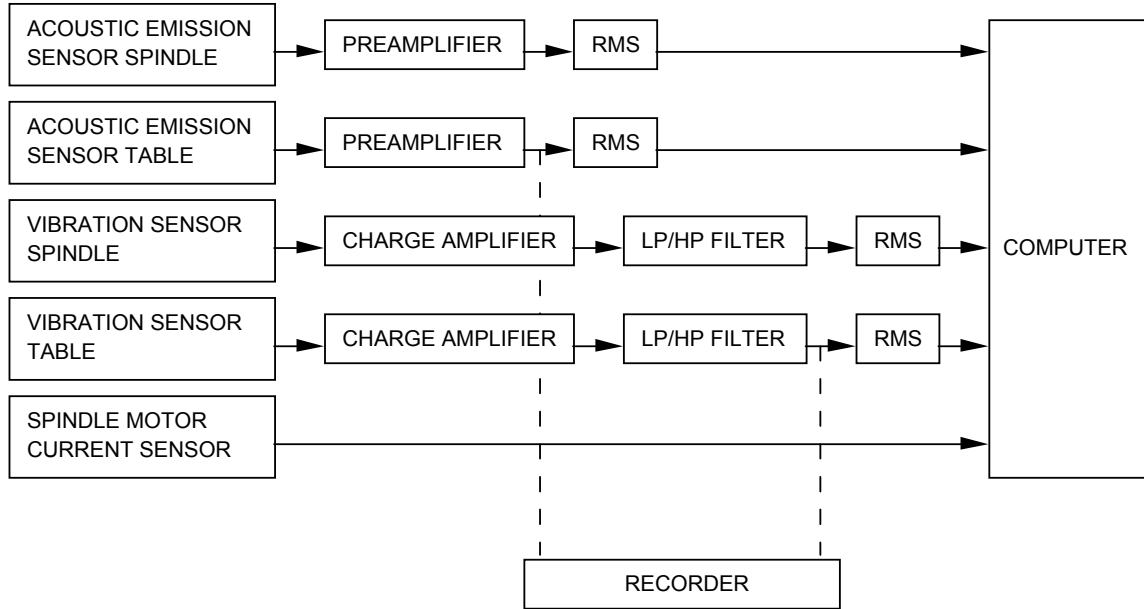 ACOUSTIC EMISSION
SENSOR SPINDLE
PREAMPLIFIER
RMS
ACOUSTIC EMISSION
SENSOR TABLE
PREAMPLIFIER
RMS
VIBRATION SENSOR
SPINDLE
CHARGE AMPLIFIER
LP/HP FILTER
RMS
COMPUTER
VIBRATION SENSOR
TABLE
CHARGE AMPLIFIER
LP/HP FILTER
RMS
SPINDLE MOTOR
CURRENT SENSOR
RECORDER